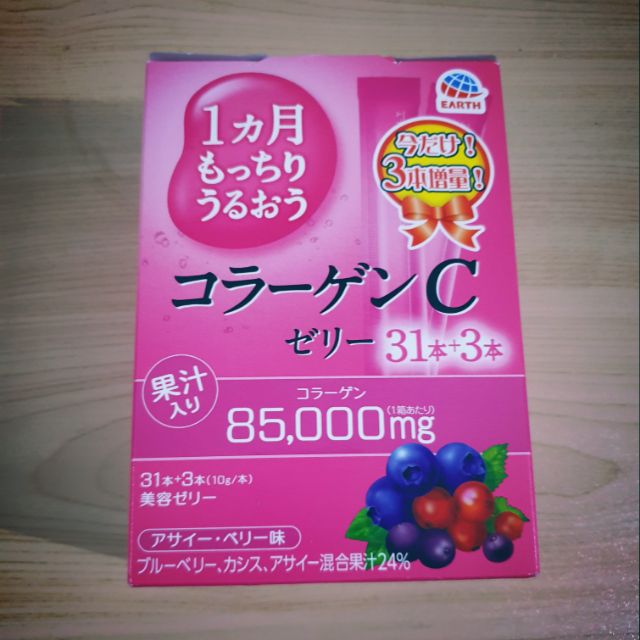 EARTH
1ヵ月
もっちり
うるおう
今だけ!
3本増量!
コラーゲンC
ゼリー 31本+3本
果汁
入り
コラーゲン
85,000mg (1箱あたり)
31本+3本(10g/本)
美容ゼリー
アサイー・ベリー味
ブルーベリー、カシス、アサイー混合果汁24%